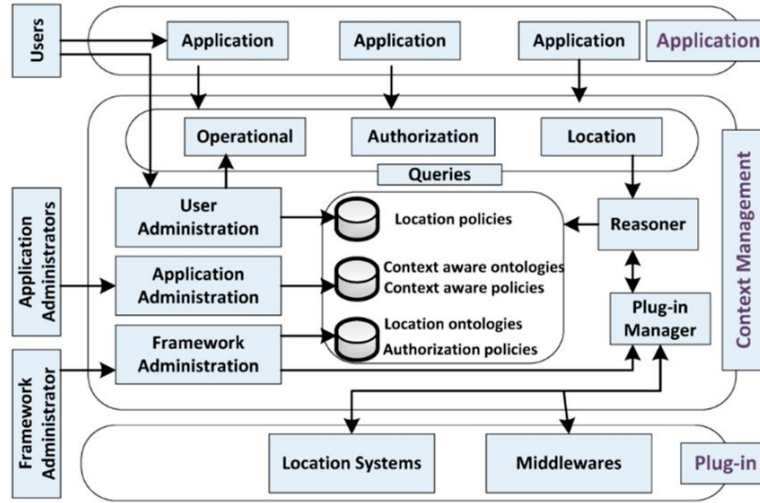 Users
Application
Application
Application
Application
Operational
Authorization
Location
Queries
Application
Administrators
User
Administration
Location policies
Reasoner
Context Management
Application
Administration
Context aware ontologies
Context aware policies
Plug-in
Manager
Framework
Administrator
Framework
Administration
Location ontologies
Authorization policies
Location Systems
Middlewares
Plug-in